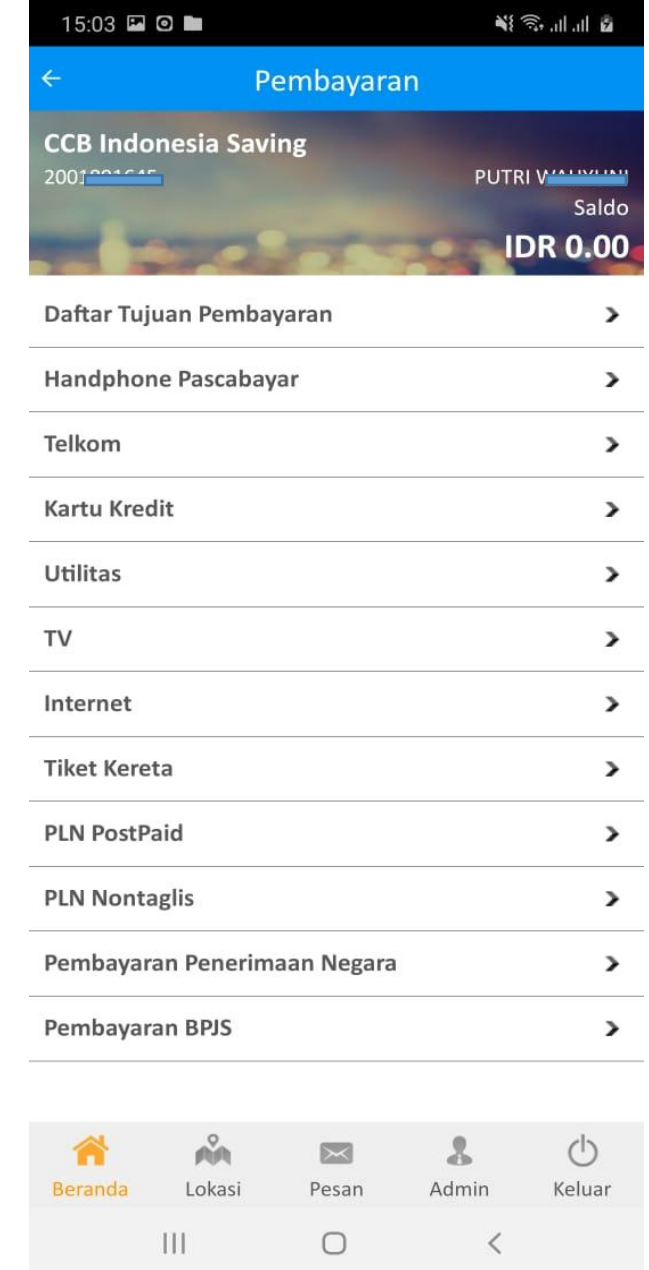 15:03
Pembayaran
CCB Indonesia Saving
2001
PUTRI
Saldo
IDR 0.00
Daftar Tujuan Pembayaran
Handphone Pascabayar
Telkom
Kartu Kredit
Utilitas
TV
Internet
Tiket Kereta
PLN PostPaid
PLN Nontaglis
Pembayaran Penerimaan Negara
Pembayaran BPJS
Beranda Lokasi Pesan Admin Keluar